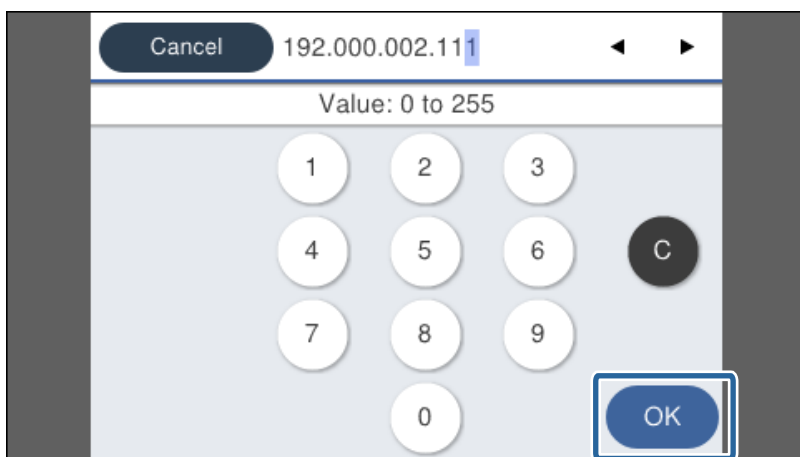 Cancel 192.000.002.111 ◄ ►
Value: 0 to 255
1 2 3
4 5 6 C
7 8 9
0 OK